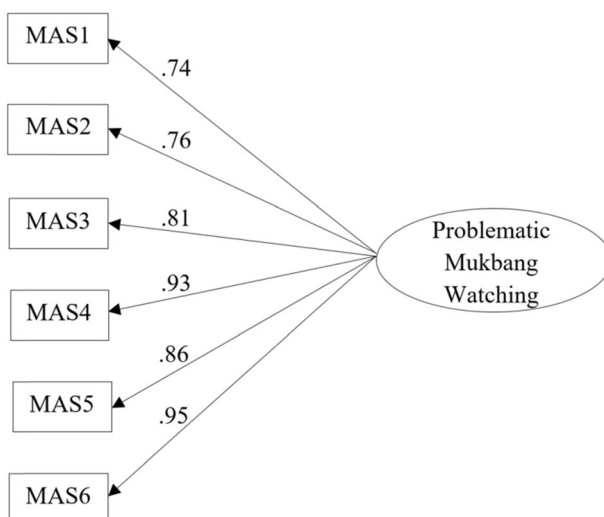 MAS1
.74
MAS2
.76
MAS3
.81
Problematic
Mukbang
Watching
MAS4
.93
MAS5
.86
MAS6
.95